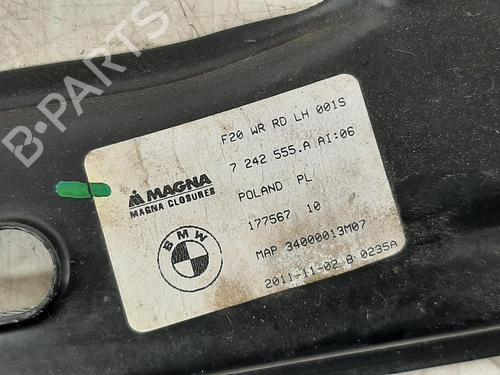 F20 WR RD LH 001S
7 242 555.A AI:06
POLAND PL
177567 10
MAP 34000013M07
2011-11-02 B 0235A
MAGNA
MAGNA CLOSURES
BMW
B-PARTS